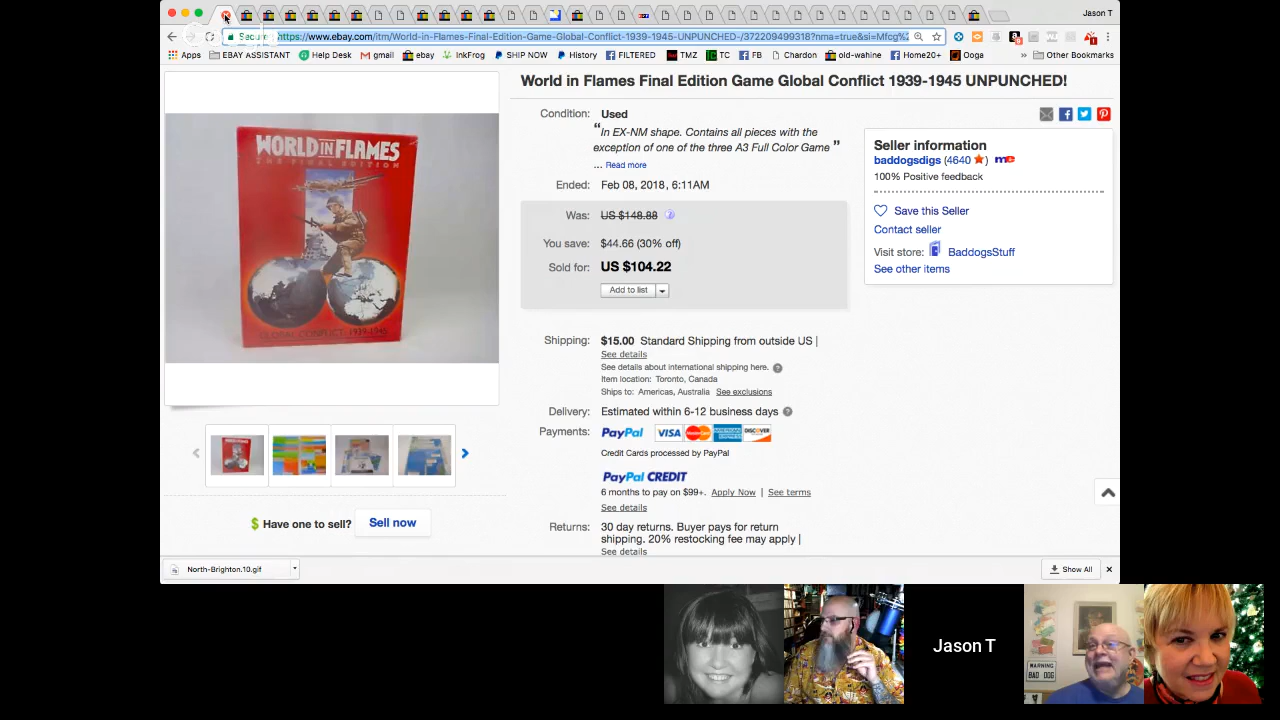 Jason T
Secure
https://www.ebay.com/itm/World-in-Flames-Final-Edition-Game-Global-Conflict-1939-1945-UNPUNCHED-/372209499318?nma=true&si=Mfcg%2
Apps EBAY ASSISTANT Help Desk gmail ebay InkFrog SHIP NOW History FILTERED TMZ TC FB Chardon old-wahine Home20+ Ooga » Other Bookmarks
World in Flames Final Edition Game Global Conflict 1939-1945 UNPUNCHED!
WORLD IN FLAMES
THE FINAL EDITION
GLOBAL CONFLICT 1939-1945
Condition: Used
“In EX-NM shape. Contains all pieces with the
exception of one of the three A3 Full Color Game ”
... Read more
Ended: Feb 08, 2018, 6:11AM
Was: US $148.88
You save: $44.66 (30% off)
Sold for: US $104.22
Add to list
Seller information
baddogsdigs (4640 ) me
100% Positive feedback
Save this Seller
Contact seller
Visit store: BaddogsStuff
See other items
Shipping: $15.00 Standard Shipping from outside US |
See details
See details about international shipping here.
Item location: Toronto, Canada
Ships to: Americas, Australia See exclusions
Delivery: Estimated within 6-12 business days
Payments: PayPal VISA MasterCard AMERICAN EXPRESS DISCOVER
Credit Cards processed by PayPal
PayPal CREDIT
6 months to pay on $99+. Apply Now | See terms
See details
Returns: 30 day returns. Buyer pays for return
shipping. 20% restocking fee may apply |
See details
$ Have one to sell? Sell now
North-Brighton.10.gif
Show All
Jason T
WARNING
BAD DOG